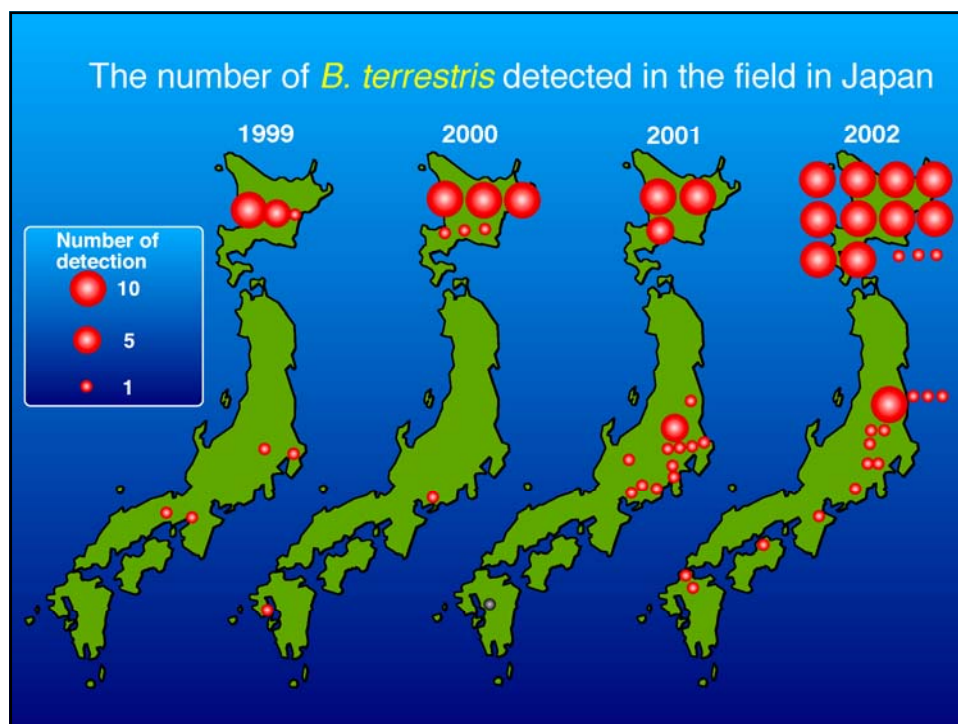 The number of B. terrestris detected in the field in Japan
1999 2000 2001 2002
Number of
detection
10
5
1